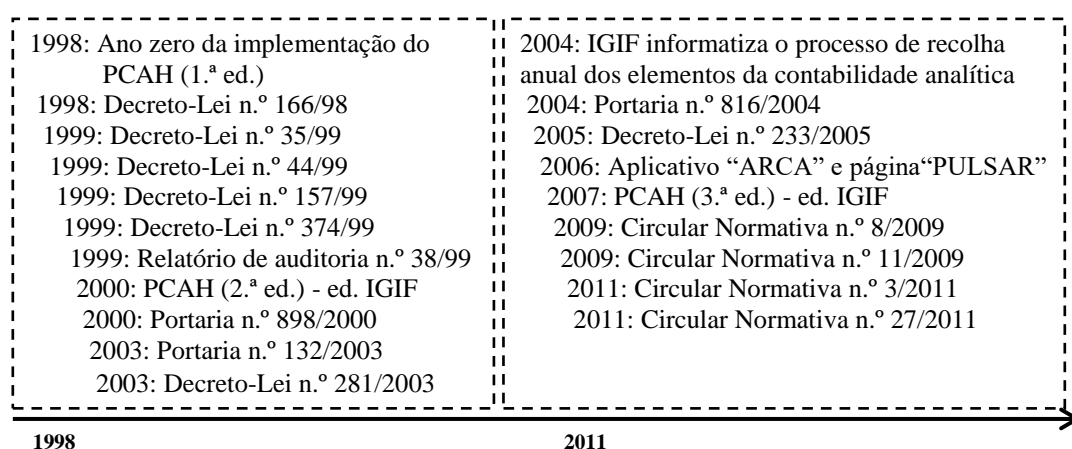 1998: Ano zero da implementação do
PCAH (1.ª ed.)
1998: Decreto-Lei n.º 166/98
1999: Decreto-Lei n.º 35/99
1999: Decreto-Lei n.º 44/99
1999: Decreto-Lei n.º 157/99
1999: Decreto-Lei n.º 374/99
1999: Relatório de auditoria n.º 38/99
2000: PCAH (2.ª ed.) - ed. IGIF
2000: Portaria n.º 898/2000
2003: Portaria n.º 132/2003
2003: Decreto-Lei n.º 281/2003
2004: IGIF informatiza o processo de recolha
anual dos elementos da contabilidade analítica
2004: Portaria n.º 816/2004
2005: Decreto-Lei n.º 233/2005
2006: Aplicativo “ARCA” e página“PULSAR”
2007: PCAH (3.ª ed.) - ed. IGIF
2009: Circular Normativa n.º 8/2009
2009: Circular Normativa n.º 11/2009
2011: Circular Normativa n.º 3/2011
2011: Circular Normativa n.º 27/2011
1998
2011